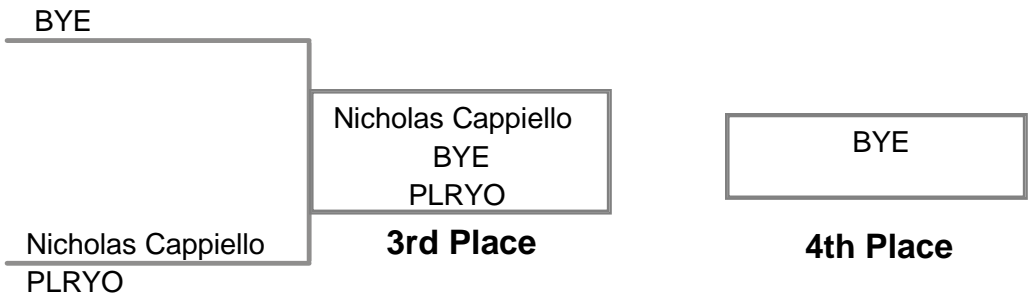 BYE
Nicholas Cappiello
BYE
PLRYO
3rd Place
BYE
4th Place
Nicholas Cappiello
PLRYO